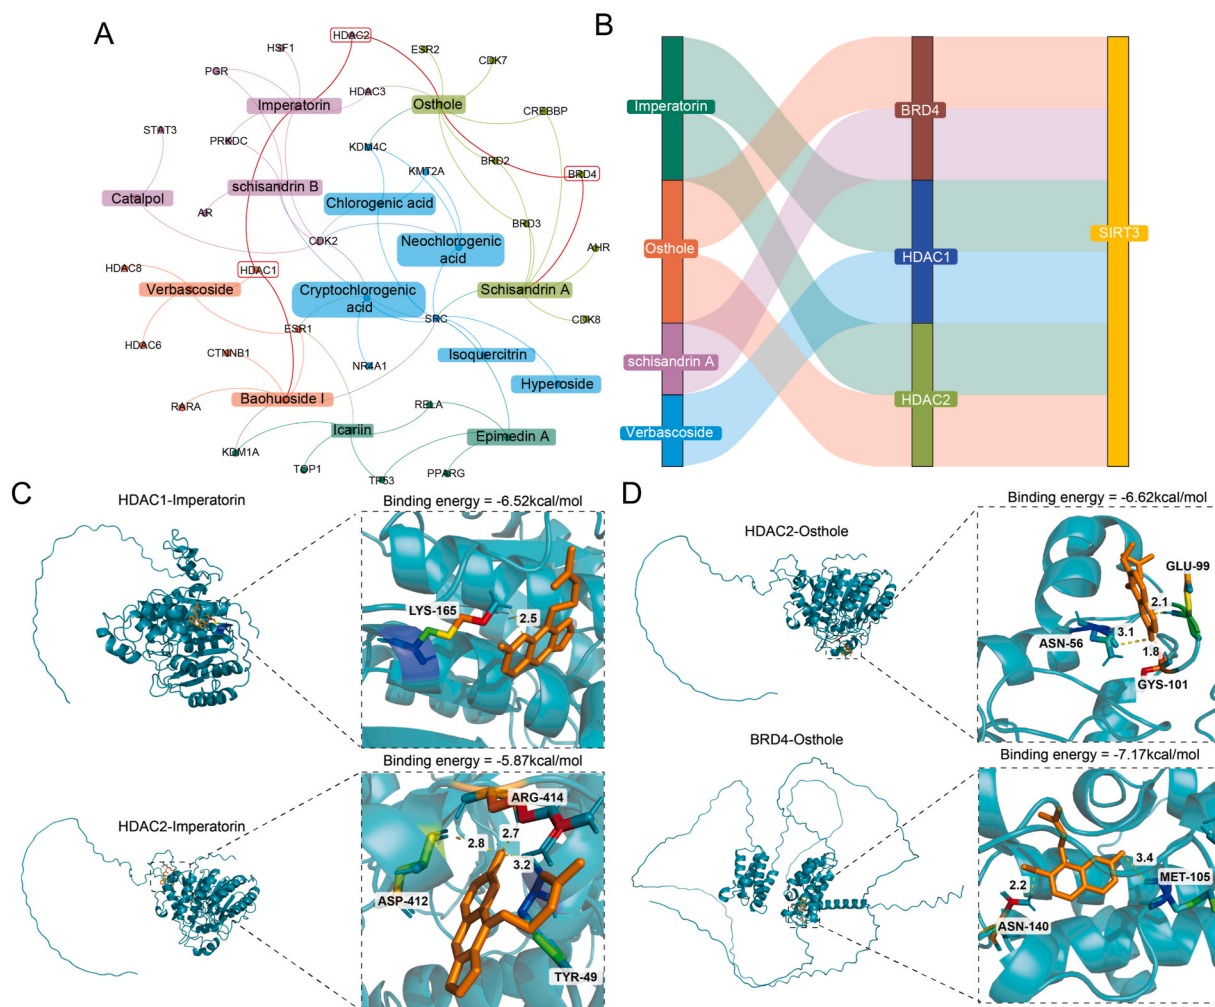 A
HDAC2
HSF1
ESR2
PGR
CDK7
Imperatorin
HDAC3
Osthole
CREBBP
STAT3
PRKDC
KDM4C
BRD2
KMT2A
BRD4
Catalpol
schisandrin B
Chlorogenic acid
AR
BRD3
CDK2
Neochlorogenic
acid
AHR
HDAC8
HDAC1
Verbascoside
Cryptochlorogenic
acid
Schisandrin A
ESR1
SRC
CDK8
HDAC6
CTNNB1
NR4A1
Isoquercitrin
Hyperoside
RARA
Baohuoside I
RELA
Icariin
Epimedin A
KDM1A
TOP1
TP53
PPARG
B
Imperatorin
BRD4
Osthole
HDAC1
SIRT3
schisandrin A
HDAC2
Verbascoside
C
HDAC1-Imperatorin
Binding energy = -6.52kcal/mol
LYS-165
2.5
HDAC2-Imperatorin
Binding energy = -5.87kcal/mol
ARG-414
2.7
2.8
3.2
ASP-412
TYR-49
D
HDAC2-Osthole
Binding energy = -6.62kcal/mol
GLU-99
2.1
3.1
ASN-56
1.8
GYS-101
BRD4-Osthole
Binding energy = -7.17kcal/mol
3.4
2.2
MET-105
ASN-140